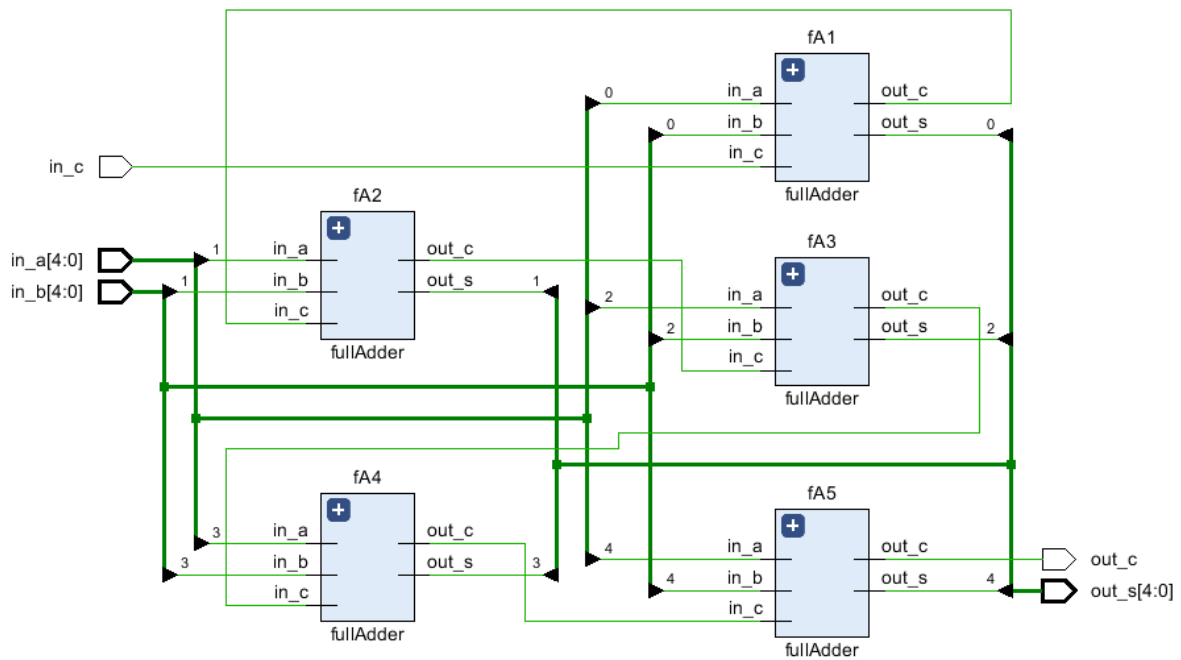 fA1
0
in_a
out_c
0
in_b
out_s
0
in_c
in_c
fullAdder
fA2
fA3
in_a[4:0]
1
in_a
out_c
in_b[4:0]
1
in_b
out_s
1
in_c
fullAdder
2
in_a
out_c
2
in_b
out_s
2
in_c
fullAdder
fA4
fA5
3
in_a
out_c
3
in_b
out_s
3
in_c
fullAdder
4
in_a
out_c
out_c
4
in_b
out_s
4
out_s[4:0]
in_c
fullAdder